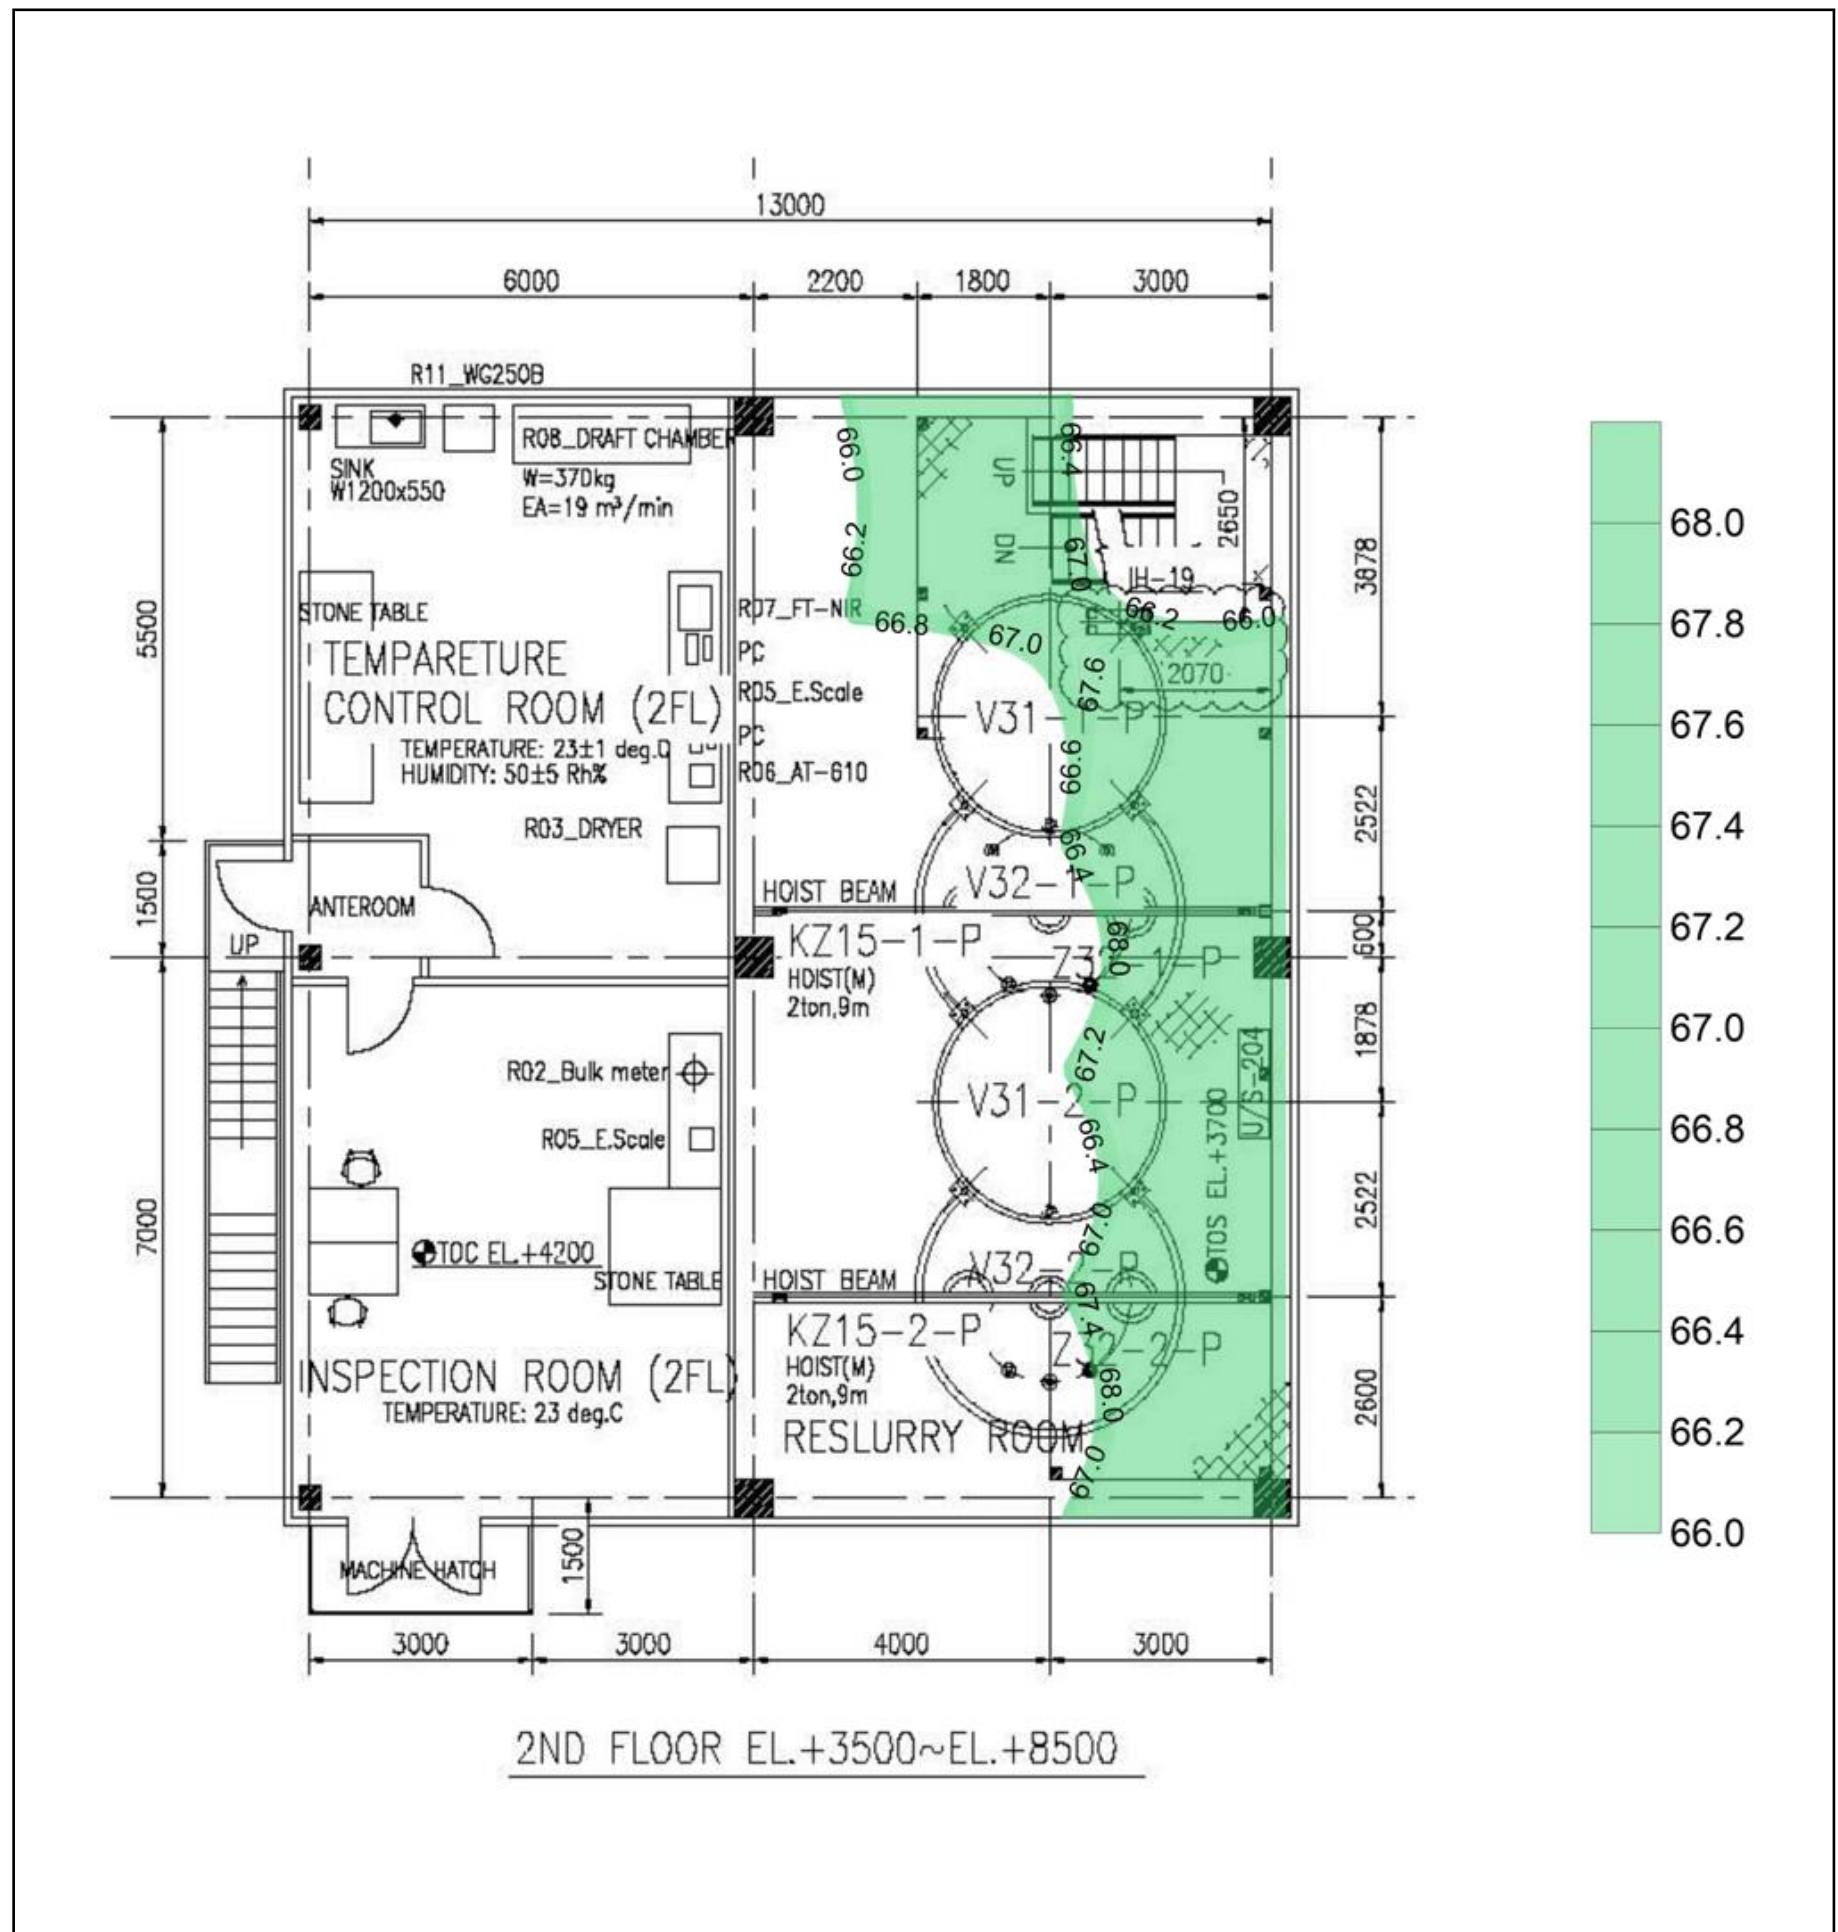 13000
6000
2200
1800
3000
R11_WG250B
R08_DRAFT CHAMBER
SINK
W1200x550
W=370kg
EA=19 m³/min
66.0
66.4
UP
2650
66.2
DN
67.0
JH-19
3878
5500
STONE TABLE
R07_FT-NIR
66.8
67.0
66.2
66.0
TEMPARETURE
CONTROL ROOM (2FL)
PC
R05_E.Scale
67.6
2070
V31-1-P
TEMPERATURE: 23±1 deg.C
HUMIDITY: 50±5 Rh%
PC
R06_AT-610
66.6
2522
R03_DRYER
66.4
V32-1-P
1500
ANTEROOM
HOIST BEAM
600
UP
KZ15-1-P
68.0
Z32-1-P
HOIST(M)
2ton,9m
1878
U/S-204
R02_Bulk meter
67.2
V31-2-P
R05_E.Scale
66.4
TOS EL.+3700
7000
2522
TOC EL.+4200
67.0
V32-2-P
STONE TABLE
HOIST BEAM
67.4
KZ15-2-P
Z32-2-P
HOIST(M)
2ton,9m
68.0
2600
INSPECTION ROOM (2FL)
TEMPERATURE: 23 deg.C
RESLURRY ROOM
67.0
MACHINE HATCH
1500
3000
3000
4000
3000
2ND FLOOR EL.+3500~EL.+8500
68.0
67.8
67.6
67.4
67.2
67.0
66.8
66.6
66.4
66.2
66.0